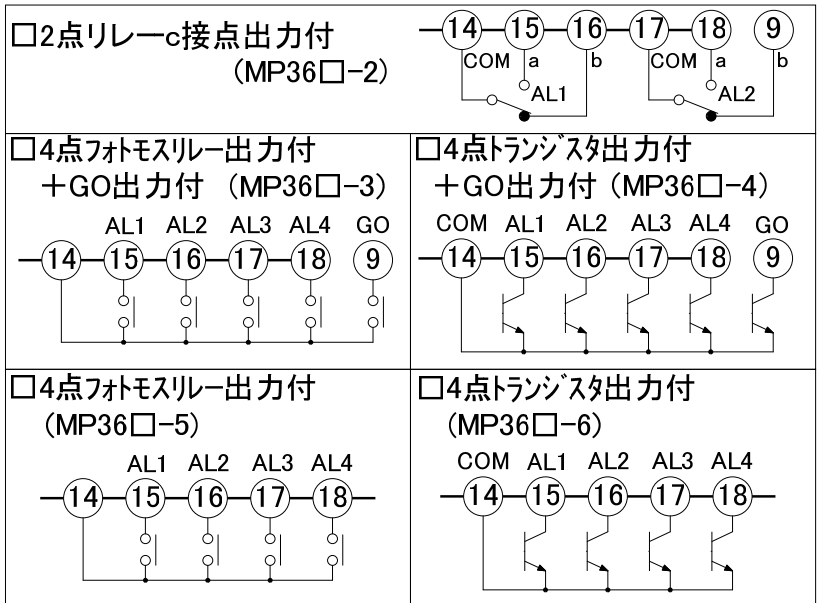 □2点リレーc接点出力付
(MP36□-2)
14 15 16 17 18 9
COM a b COM a b
AL1 AL2
□4点フォトモスリレー出力付
+GO出力付 (MP36□-3)
AL1 AL2 AL3 AL4 GO
14 15 16 17 18 9
□4点トランジスタ出力付
+GO出力付 (MP36□-4)
COM AL1 AL2 AL3 AL4 GO
14 15 16 17 18 9
□4点フォトモスリレー出力付
(MP36□-5)
AL1 AL2 AL3 AL4
14 15 16 17 18
□4点トランジスタ出力付
(MP36□-6)
COM AL1 AL2 AL3 AL4
14 15 16 17 18